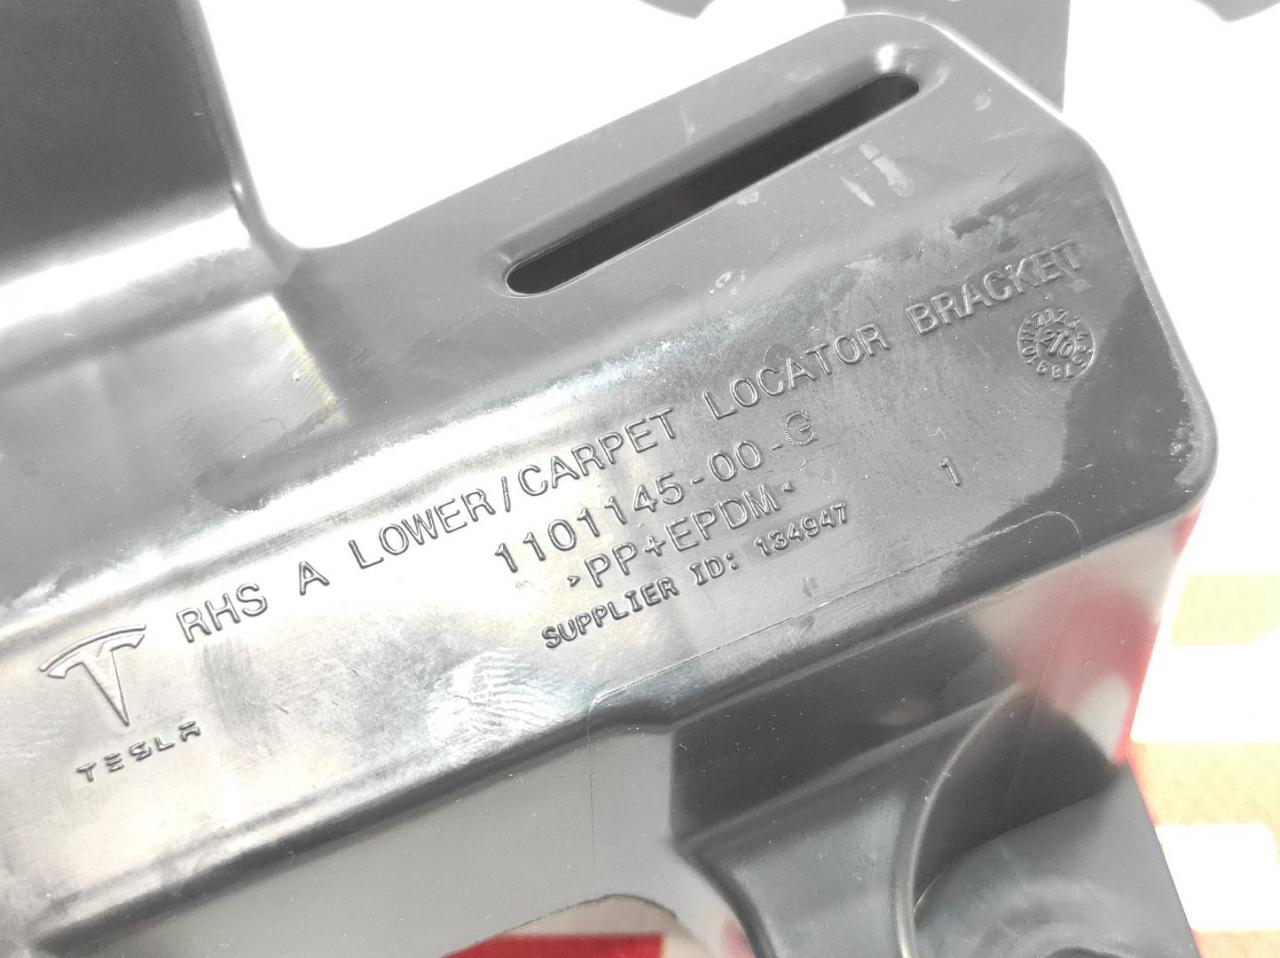 RHS A LOWER/CARPET LOCATOR BRACKET
1101145-00-G
>PP+EPDM<
SUPPLIER ID: 134947
1
TESLA